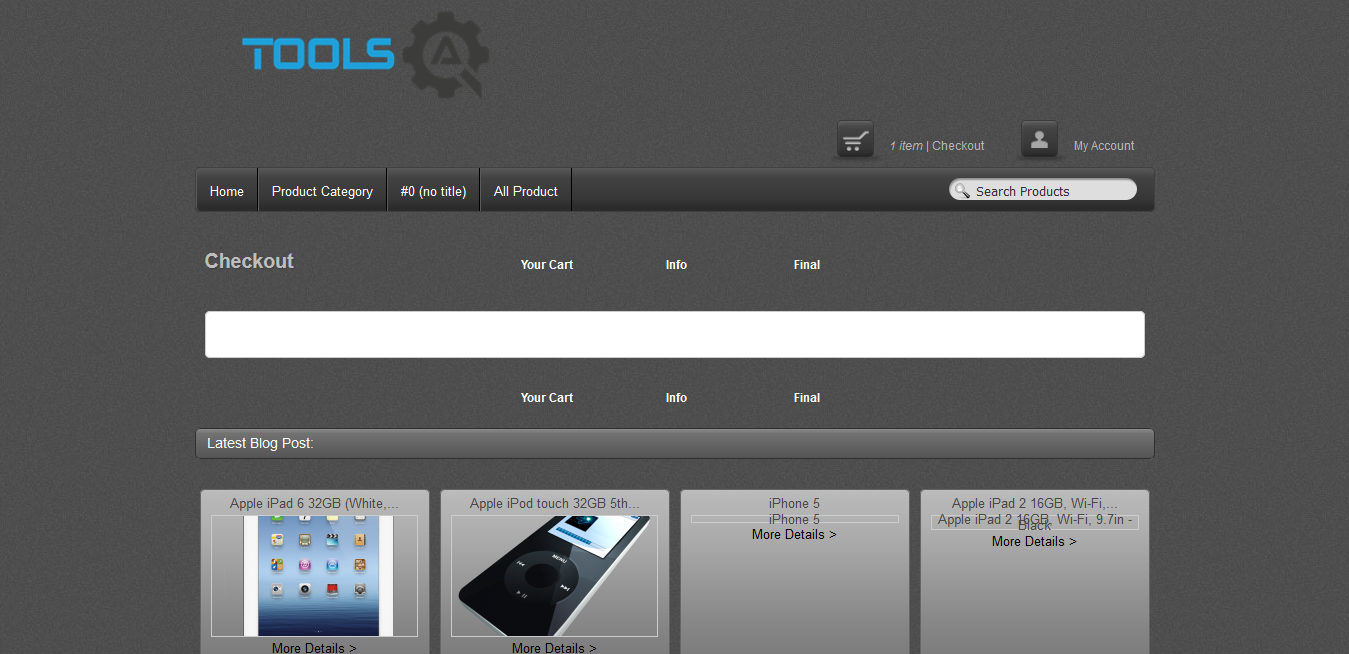 TOOLS
1 item | Checkout
My Account
Home
Product Category
#0 (no title)
All Product
Search Products
Checkout
Your Cart
Info
Final
Your Cart
Info
Final
Latest Blog Post:
Apple iPad 6 32GB (White,...
More Details >
Apple iPod touch 32GB 5th...
MENU
More Details >
iPhone 5
iPhone 5
More Details >
Apple iPad 2 16GB, Wi-Fi,...
Apple iPad 2 16GB, Wi-Fi, 9.7in -
Black
More Details >